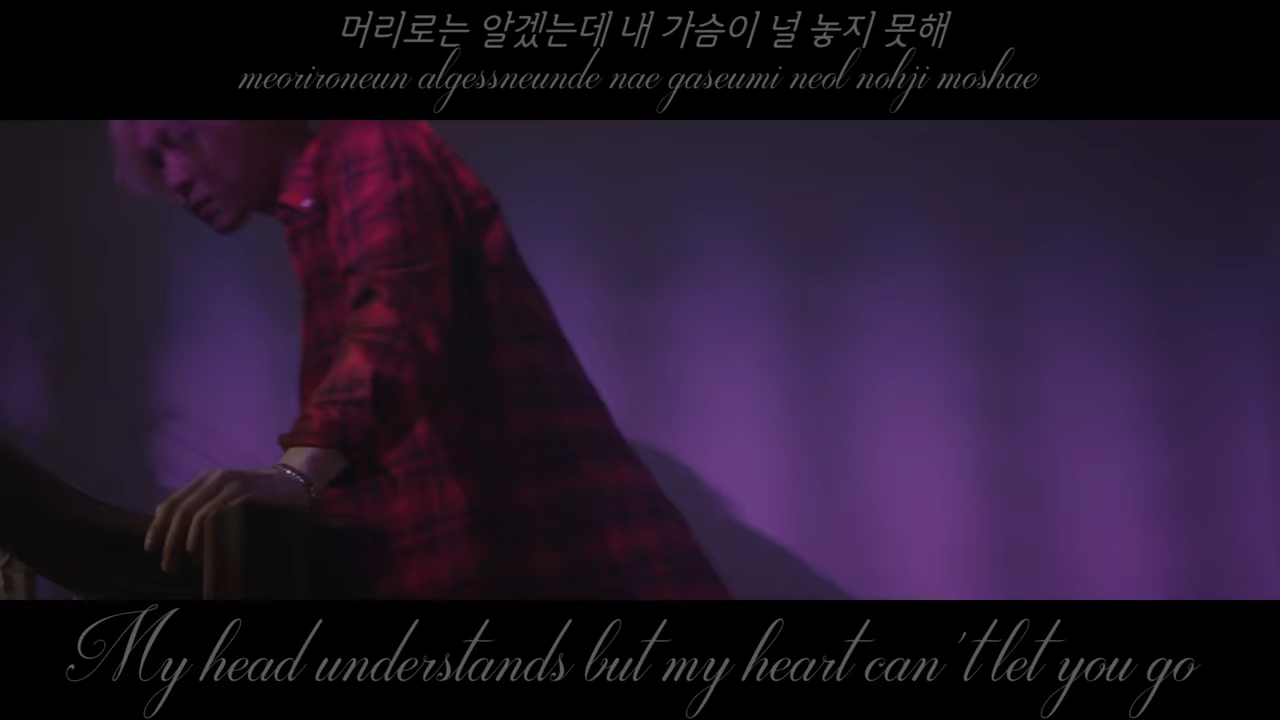 머리로는 알겠는데 내 가슴이 널 놓지 못해
meorironeun algessneunde nae gaseumi neol nohji moshae
My head understands but my heart can't let you go